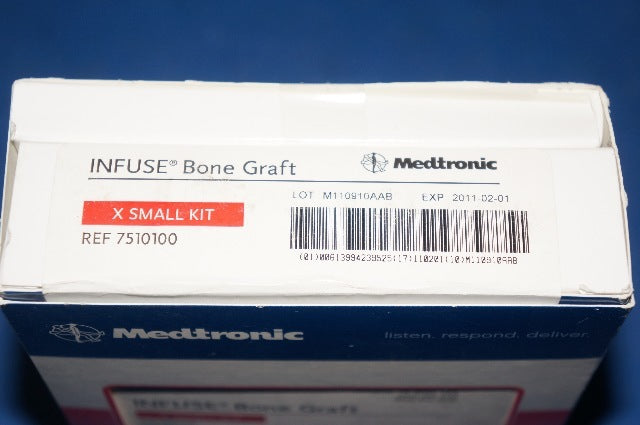 INFUSE® Bone Graft
Medtronic
LOT M110910AAB EXP 2011-02-01
X SMALL KIT
REF 7510100
Medtronic
listen. respond. deliver.
INFUSE® Bone Graft